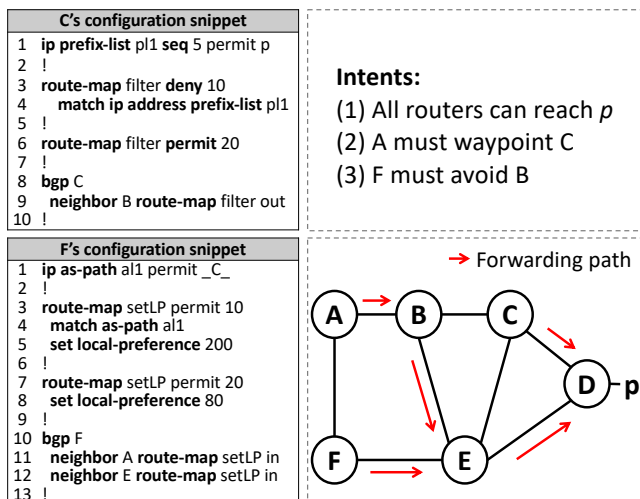 C's configuration snippet
1 ip prefix-list pl1 seq 5 permit p
2 !
3 route-map filter deny 10
4 match ip address prefix-list pl1
5 !
6 route-map filter permit 20
7 !
8 bgp C
9 neighbor B route-map filter out
10 !
Intents:
(1) All routers can reach p
(2) A must waypoint C
(3) F must avoid B
F's configuration snippet
1 ip as-path al1 permit _C_
2 !
3 route-map setLP permit 10
4 match as-path al1
5 set local-preference 200
6 !
7 route-map setLP permit 20
8 set local-preference 80
9 !
10 bgp F
11 neighbor A route-map setLP in
12 neighbor E route-map setLP in
13 !
Forwarding path
A B C
D p
F E